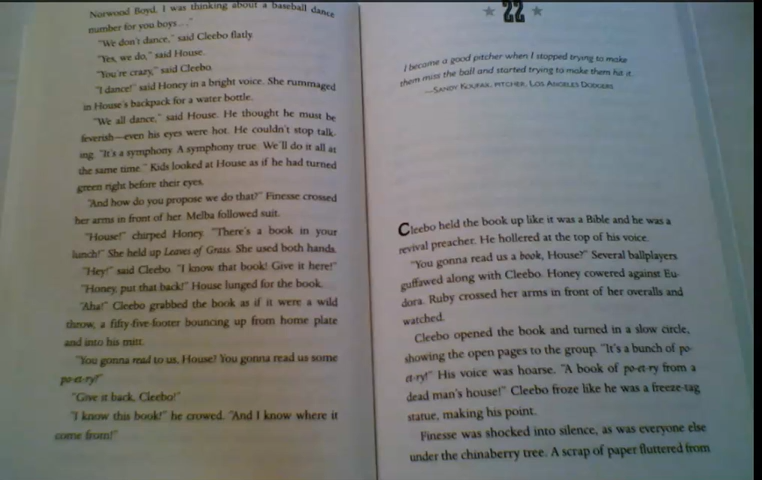 Norwood Boyd, I was thinking about a baseball dance
number for you boys . . ."
"We don't dance," said Cleebo flatly.
"Yes, we do," said House.
"You're crazy," said Cleebo.
"I dance!" said Honey in a bright voice. She rummaged
in House's backpack for a water bottle.
"We all dance," said House. He thought he must be
feverish—even his eyes were hot. He couldn't stop talk-
ing. "It's a symphony. A symphony true. We'll do it all at
the same time." Kids looked at House as if he had turned
green right before their eyes.
"And how do you propose we do that?" Finesse crossed
her arms in front of her. Melba followed suit.
"House!" chirped Honey. "There's a book in your
lunch!" She held up Leaves of Grass. She used both hands.
"Hey!" said Cleebo. "I know that book! Give it here!"
"Honey, put that back!" House lunged for the book.
"Aha!" Cleebo grabbed the book as if it were a wild
throw, a fifty-five-footer bouncing up from home plate
and into his mitt.
"You gonna read to us, House! You gonna read us some
po-et-ry!"
"Give it back, Cleebo!"
"I know this book!" he crowed. "And I know where it
come from!"
22
I became a good pitcher when I stopped trying to make
them miss the ball and started trying to make them hit it.
—Sandy Koufax, pitcher, Los Angeles Dodgers
Cleebo held the book up like it was a Bible and he was a
revival preacher. He hollered at the top of his voice.
"You gonna read us a book, House?" Several ballplayers
guffawed along with Cleebo. Honey cowered against Eu-
dora. Ruby crossed her arms in front of her overalls and
watched.
Cleebo opened the book and turned in a slow circle,
showing the open pages to the group. "It's a bunch of po-
et-ry!" His voice was hoarse. "A book of po-et-ry from a
dead man's house!" Cleebo froze like he was a freeze-tag
statue, making his point.
Finesse was shocked into silence, as was everyone else
under the chinaberry tree. A scrap of paper fluttered from